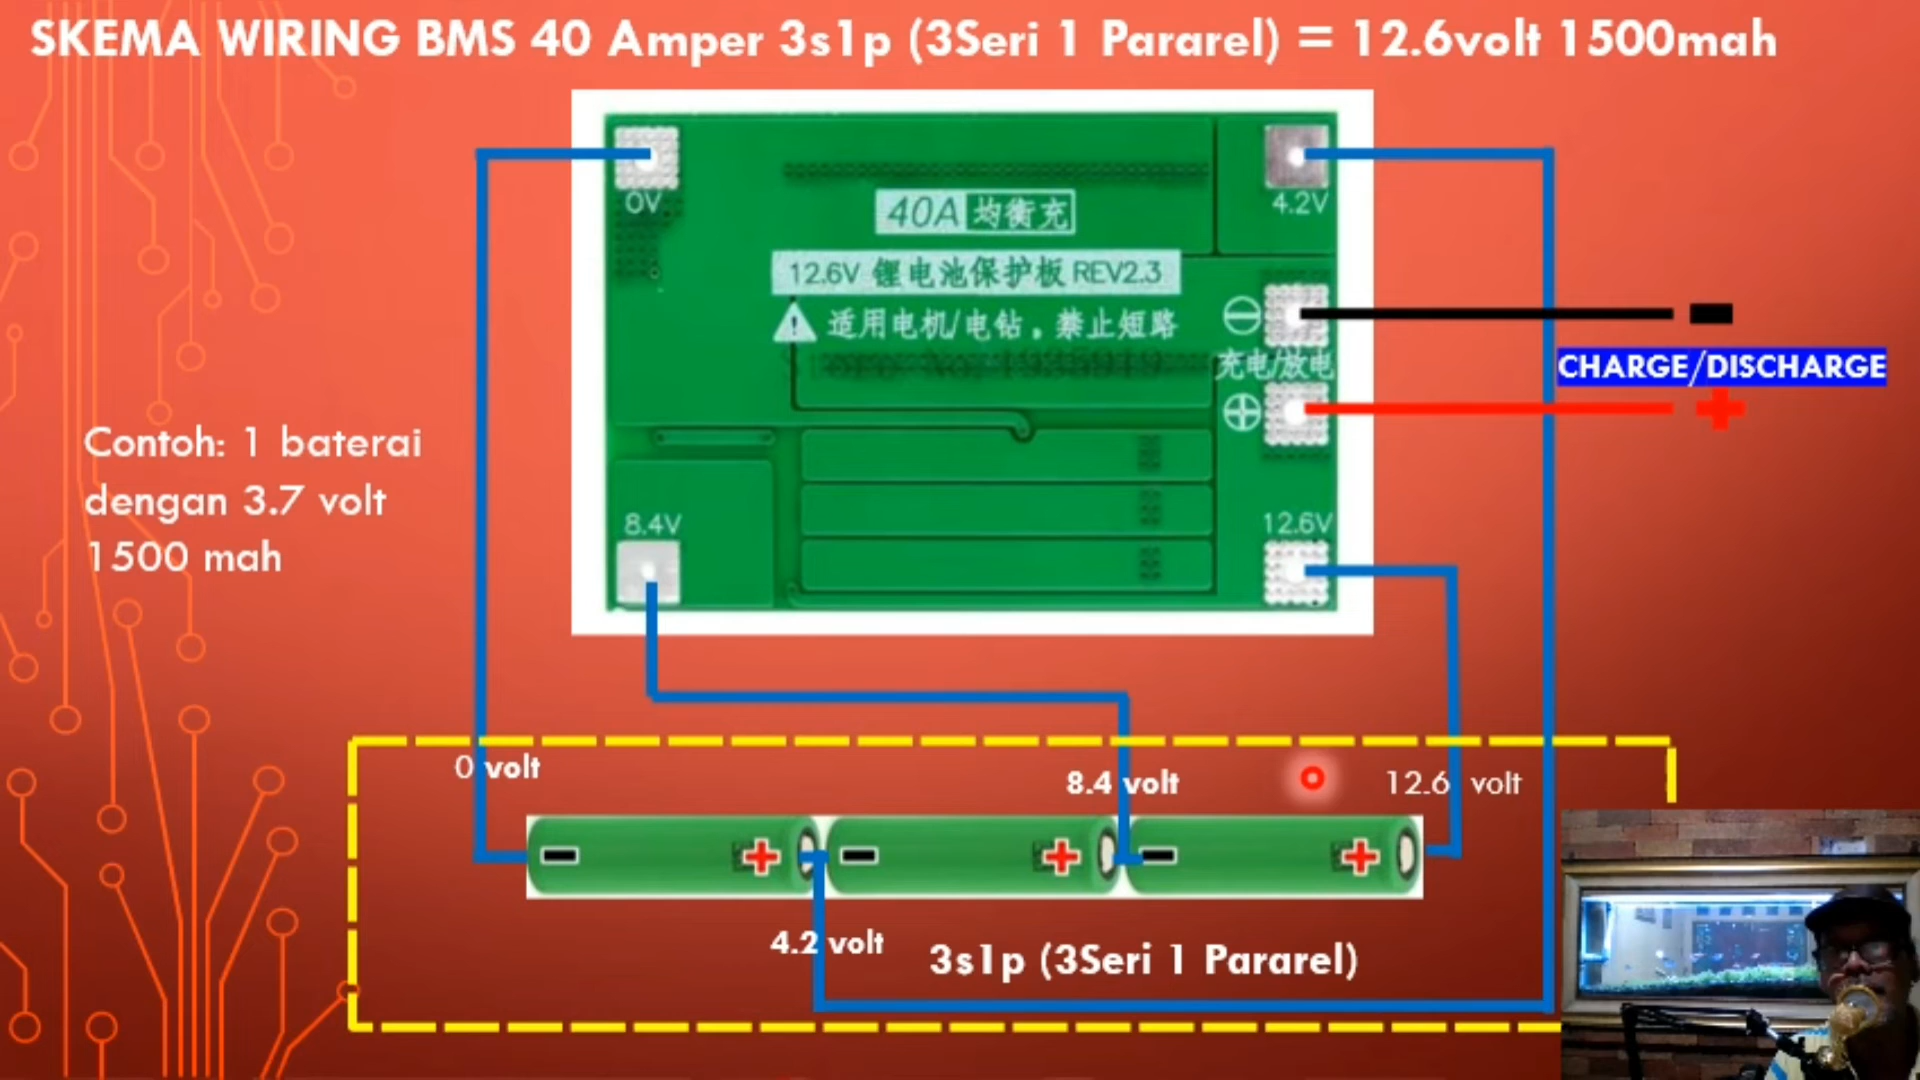 SKEMA WIRING BMS 40 Amper 3s1p (3Seri 1 Pararel) = 12.6volt 1500mah
0V
4.2V
40A 均衡充
12.6V 锂电池保护板 REV2.3
适用电机/电钻，禁止短路
充电/放电
CHARGE/DISCHARGE
Contoh: 1 baterai
dengan 3.7 volt
1500 mah
8.4V
12.6V
0 volt
8.4 volt
12.6 volt
4.2 volt
3s1p (3Seri 1 Pararel)